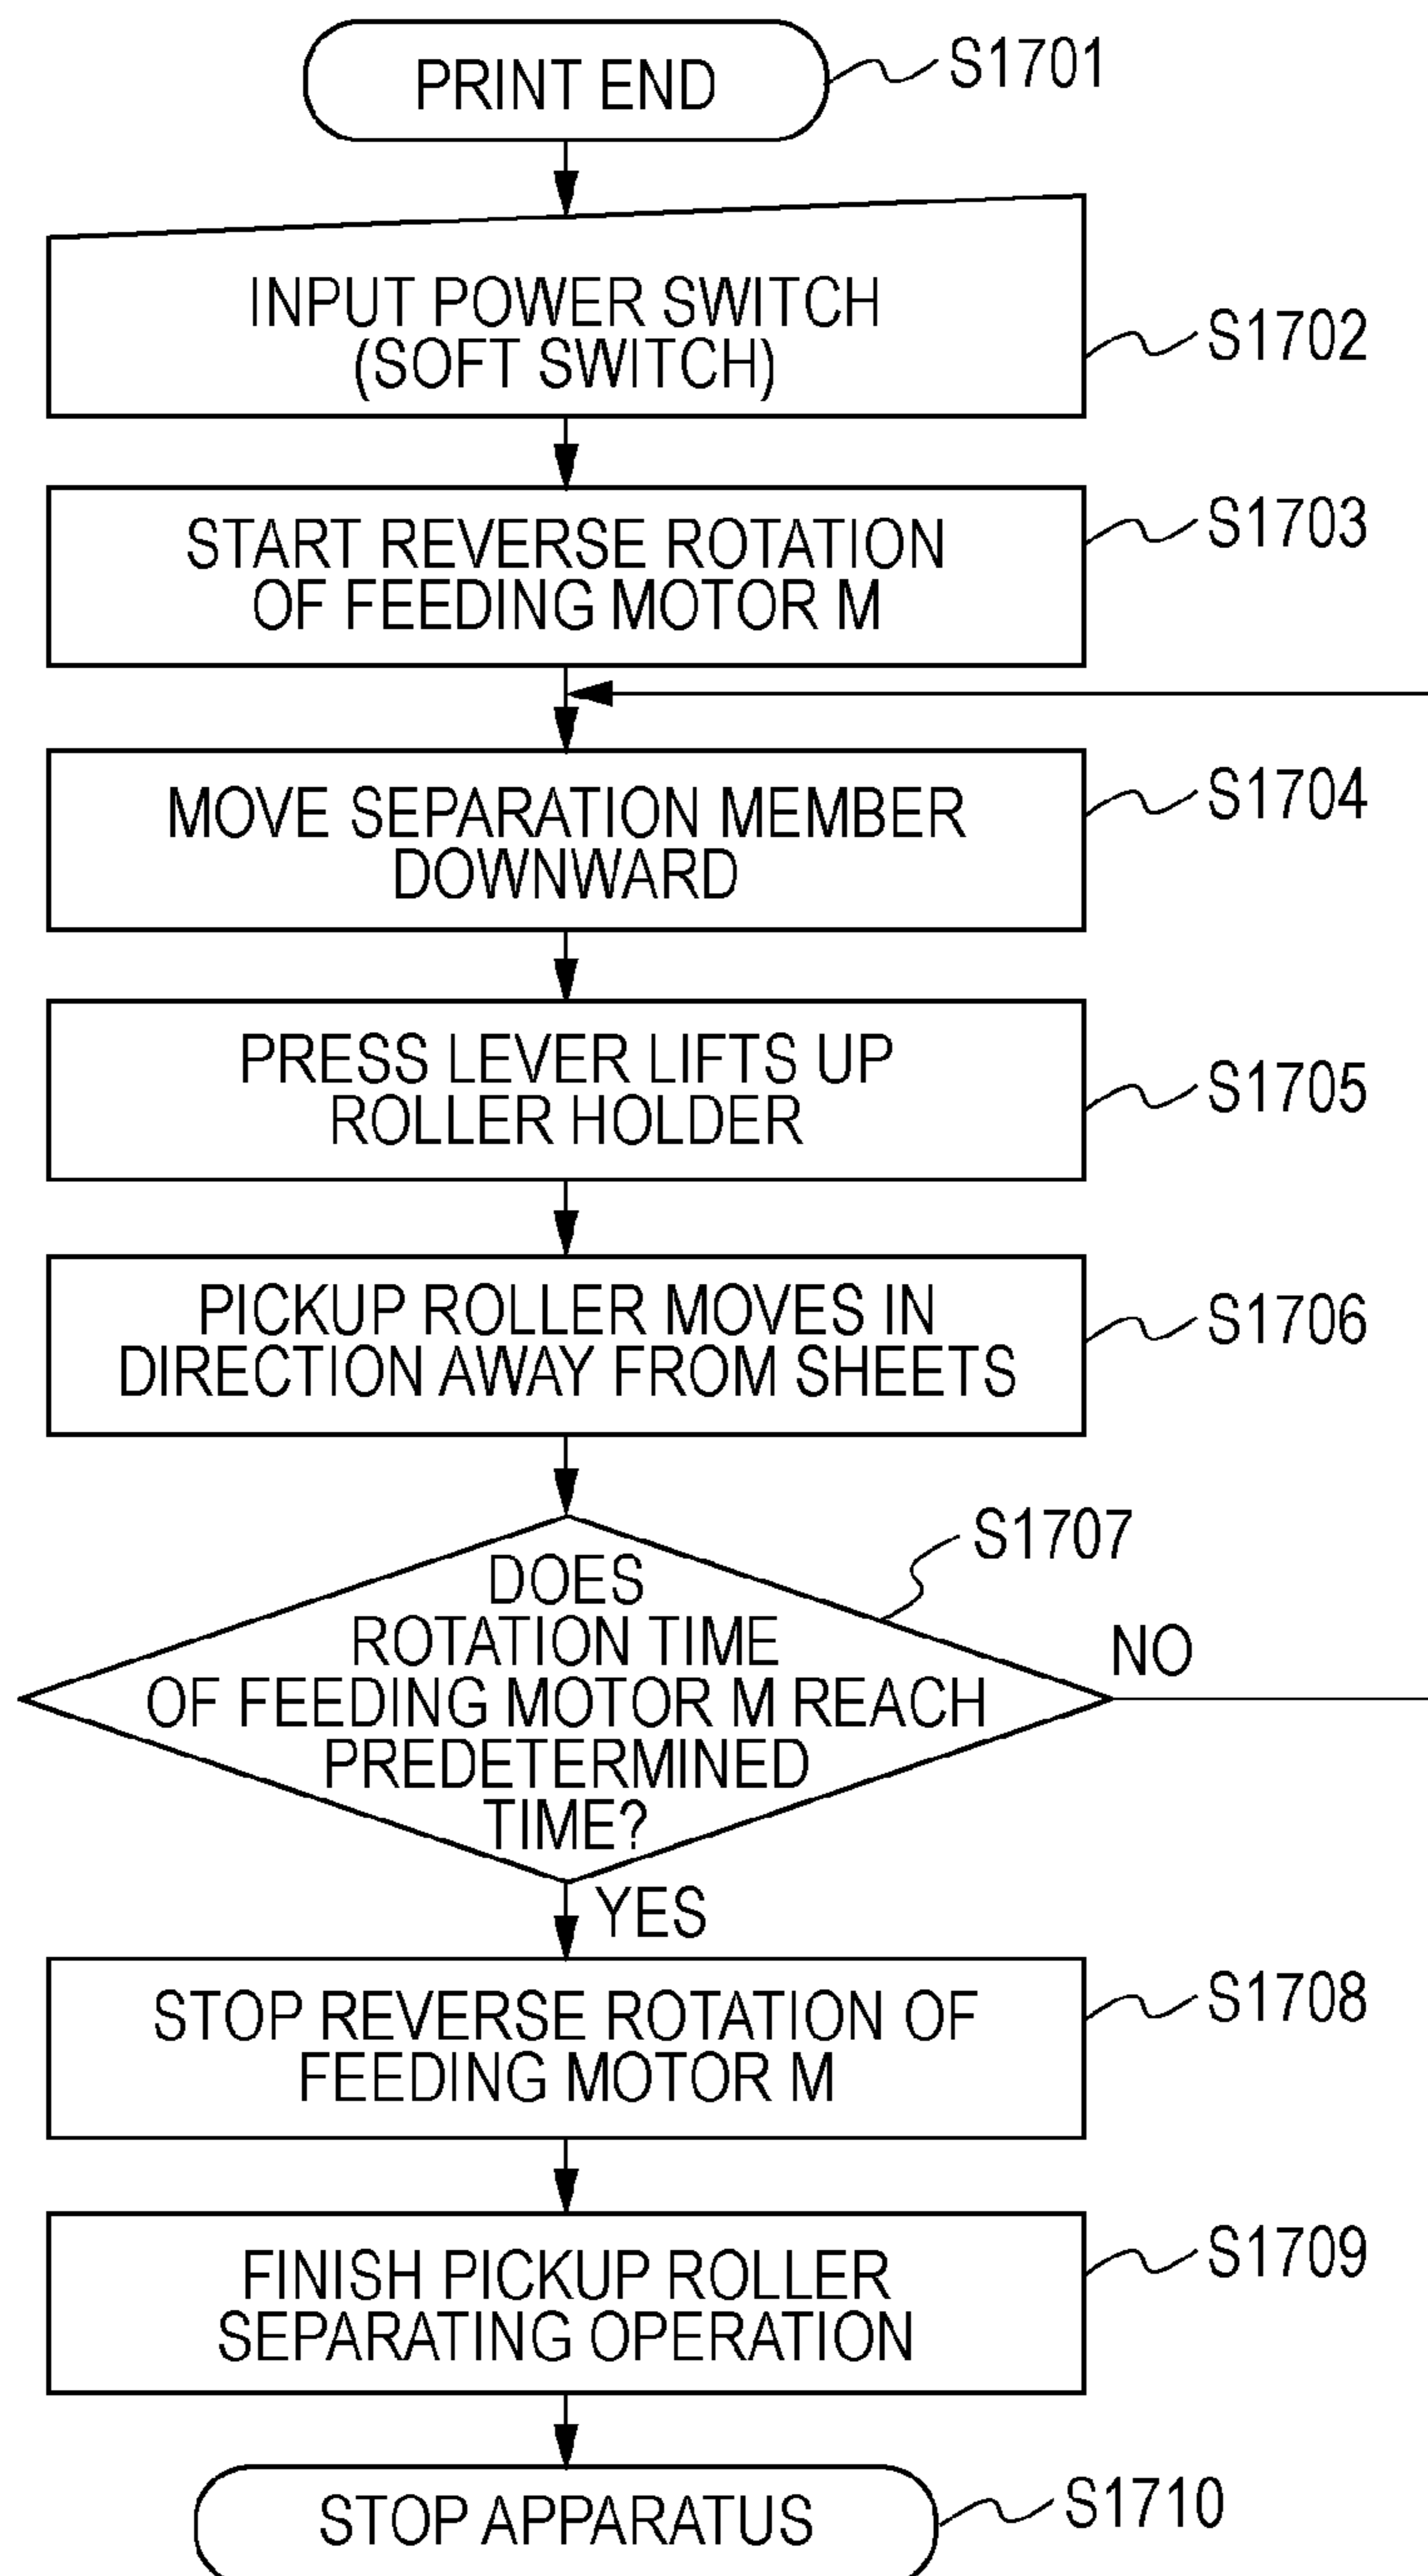 PRINT END
S1701
INPUT POWER SWITCH
(SOFT SWITCH)
S1702
START REVERSE ROTATION
OF FEEDING MOTOR M
S1703
MOVE SEPARATION MEMBER
DOWNWARD
S1704
PRESS LEVER LIFTS UP
ROLLER HOLDER
S1705
PICKUP ROLLER MOVES IN
DIRECTION AWAY FROM SHEETS
S1706
DOES
ROTATION TIME
OF FEEDING MOTOR M REACH
PREDETERMINED
TIME?
S1707
NO
YES
STOP REVERSE ROTATION OF
FEEDING MOTOR M
S1708
FINISH PICKUP ROLLER
SEPARATING OPERATION
S1709
STOP APPARATUS
S1710